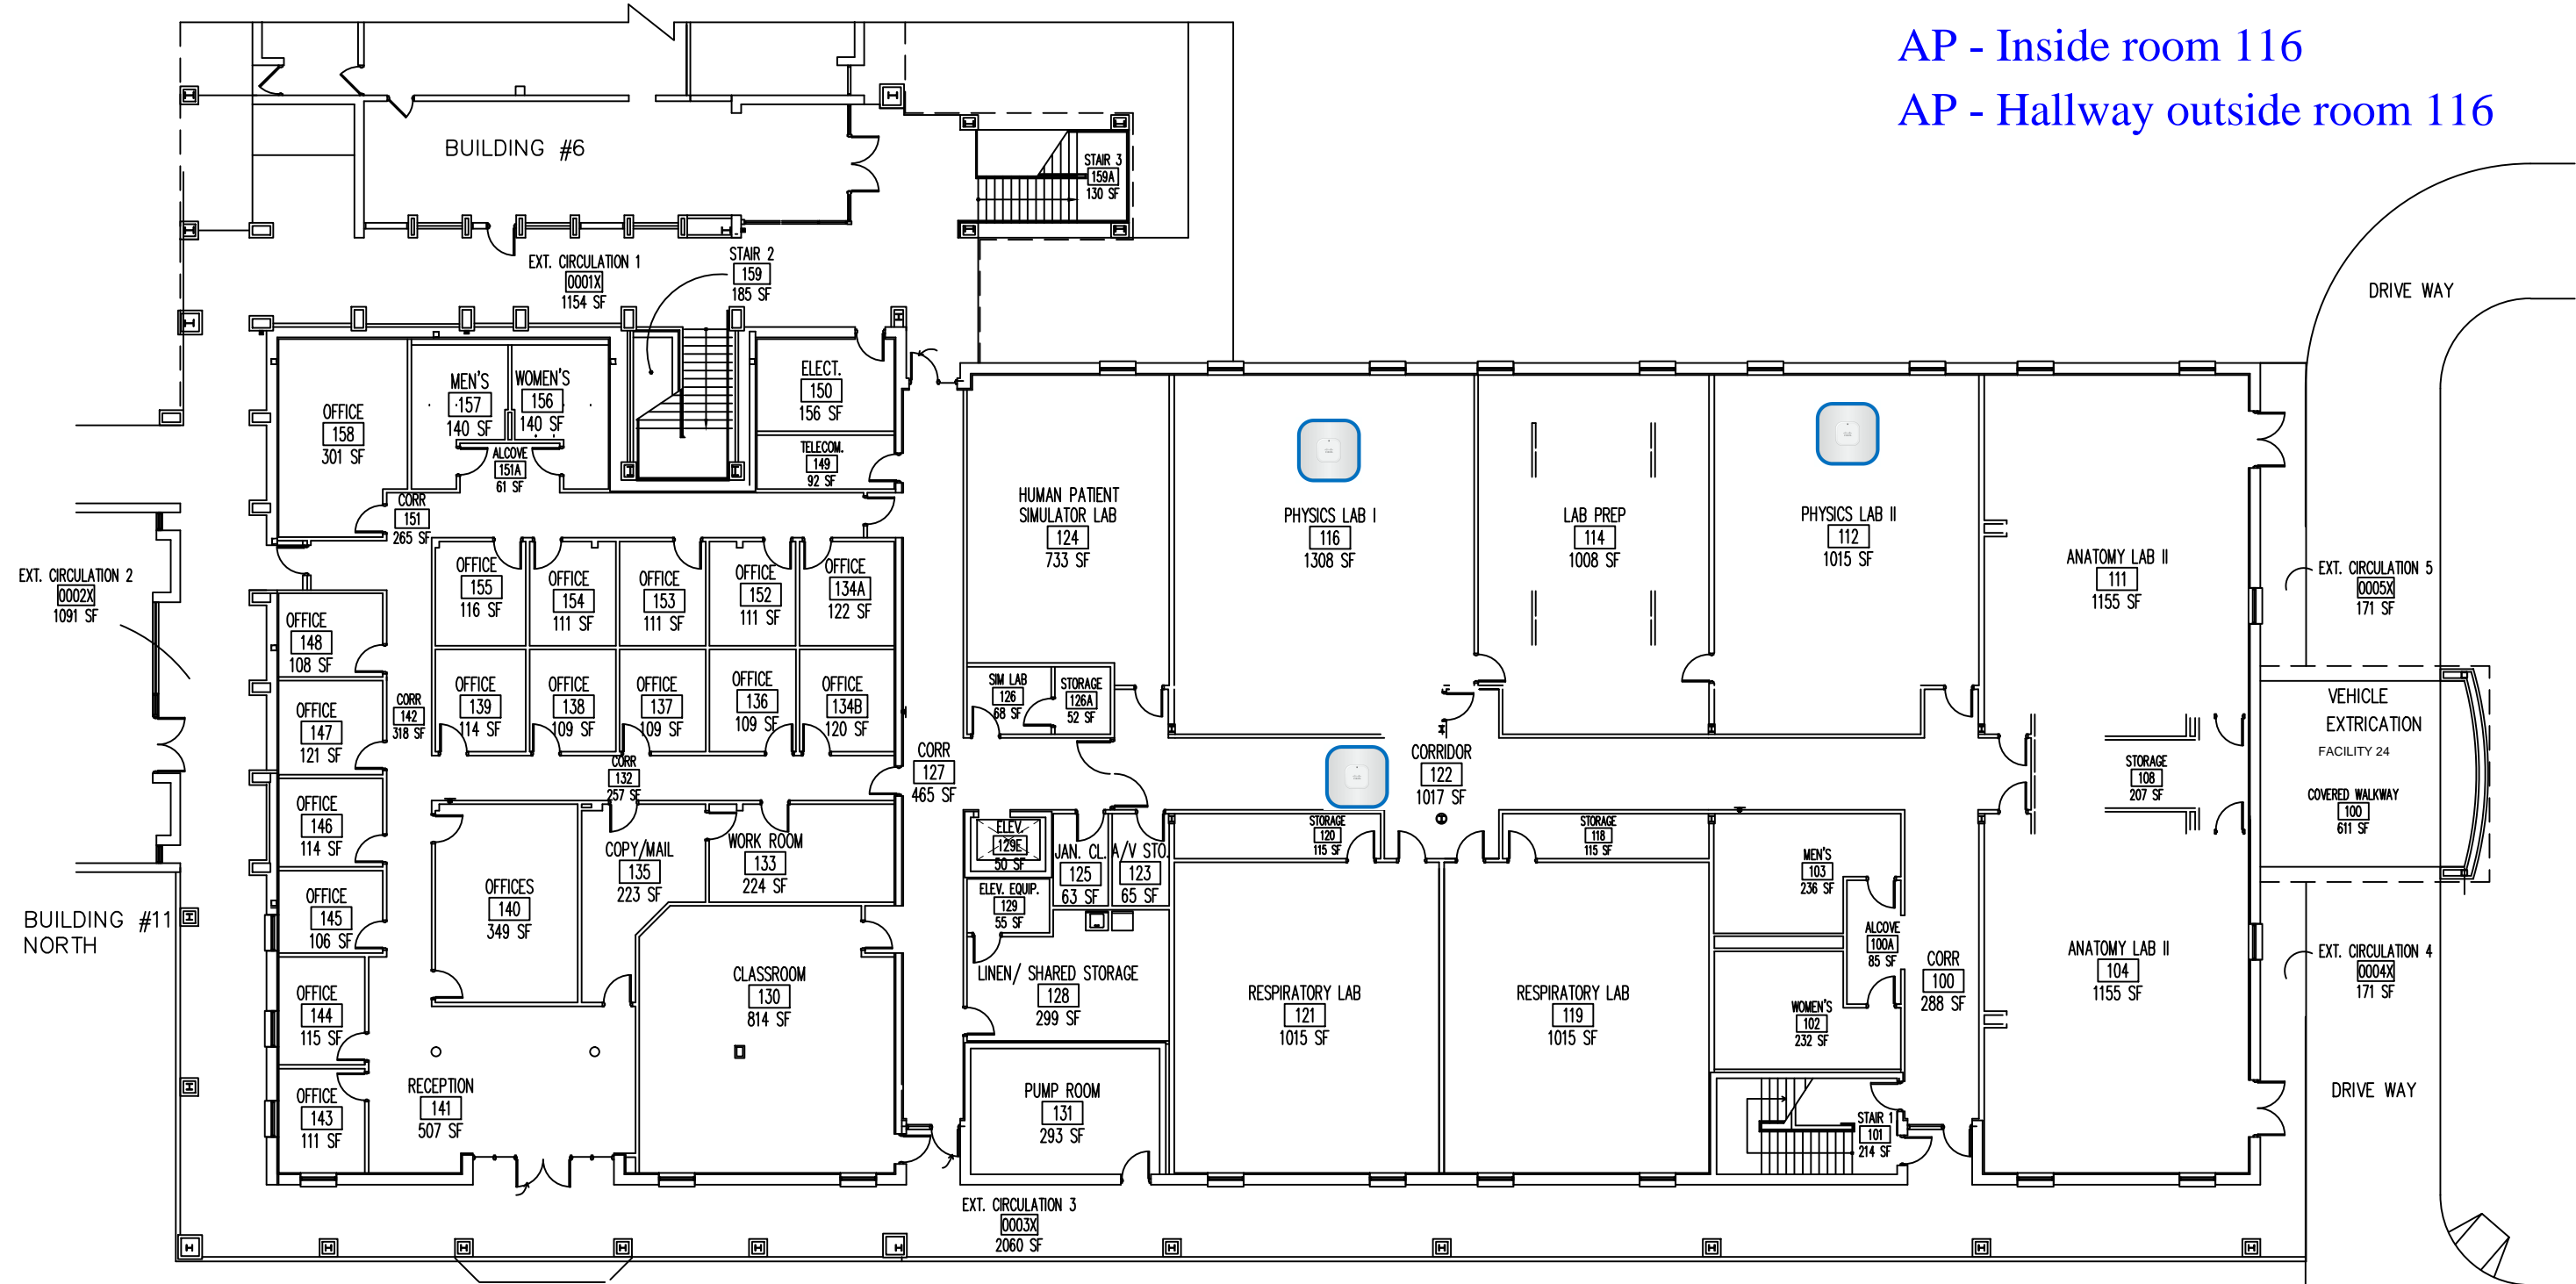 AP - Inside room 116
AP - Hallway outside room 116
BUILDING #6
STAIR 3
159A
130 SF
EXT. CIRCULATION 1
0001X
1154 SF
STAIR 2
159
185 SF
DRIVE WAY
OFFICE
158
301 SF
MEN'S
157
140 SF
WOMEN'S
156
140 SF
ALCOVE
151A
61 SF
ELECT.
150
156 SF
TELECOM.
149
92 SF
CORR
151
265 SF
HUMAN PATIENT
SIMULATOR LAB
124
733 SF
PHYSICS LAB I
116
1308 SF
LAB PREP
114
1008 SF
PHYSICS LAB II
112
1015 SF
ANATOMY LAB II
111
1155 SF
EXT. CIRCULATION 5
0005X
171 SF
EXT. CIRCULATION 2
0002X
1091 SF
OFFICE
155
116 SF
OFFICE
154
111 SF
OFFICE
153
111 SF
OFFICE
152
111 SF
OFFICE
134A
122 SF
OFFICE
148
108 SF
OFFICE
147
121 SF
CORR
142
318 SF
OFFICE
139
114 SF
OFFICE
138
109 SF
OFFICE
137
109 SF
OFFICE
136
109 SF
OFFICE
134B
120 SF
SIM LAB
126
68 SF
STORAGE
126A
52 SF
CORR
132
257 SF
CORR
127
465 SF
CORRIDOR
122
1017 SF
STORAGE
108
207 SF
VEHICLE
EXTRICATION
FACILITY 24
COVERED WALKWAY
100
611 SF
OFFICE
146
114 SF
OFFICE
145
106 SF
OFFICES
140
349 SF
COPY/MAIL
135
223 SF
WORK ROOM
133
224 SF
ELEV.
129E
50 SF
JAN. CL.
125
63 SF
A/V STO.
123
65 SF
ELEV. EQUIP.
129
55 SF
STORAGE
120
115 SF
STORAGE
118
115 SF
MEN'S
103
236 SF
ALCOVE
100A
85 SF
BUILDING #11
NORTH
OFFICE
144
115 SF
CLASSROOM
130
814 SF
LINEN/ SHARED STORAGE
128
299 SF
RESPIRATORY LAB
121
1015 SF
RESPIRATORY LAB
119
1015 SF
WOMEN'S
102
232 SF
CORR
100
288 SF
ANATOMY LAB II
104
1155 SF
EXT. CIRCULATION 4
0004X
171 SF
OFFICE
143
111 SF
RECEPTION
141
507 SF
PUMP ROOM
131
293 SF
STAIR 1
101
214 SF
DRIVE WAY
EXT. CIRCULATION 3
0003X
2060 SF